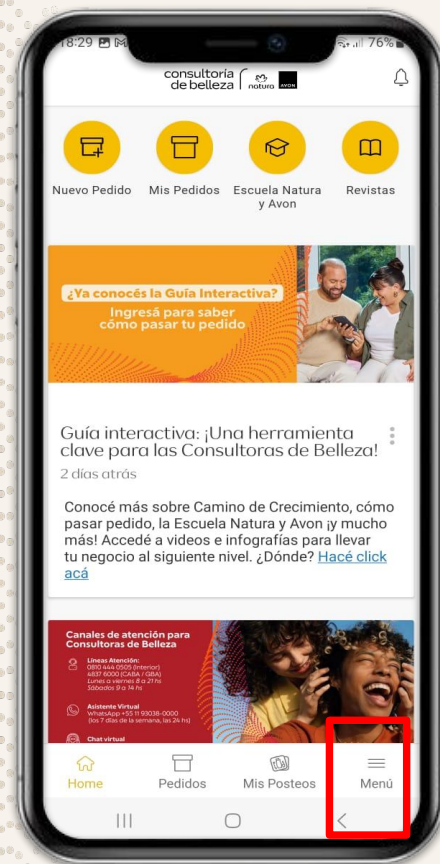 18:29
76%
consultoría
de belleza
natura
AVON
Nuevo Pedido
Mis Pedidos
Escuela Natura
y Avon
Revistas
¿Ya conocés la Guía Interactiva?
Ingresá para saber
cómo pasar tu pedido
Guía interactiva: ¡Una herramienta
clave para las Consultoras de Belleza!
2 días atrás
Conocé más sobre Camino de Crecimiento, cómo
pasar pedido, la Escuela Natura y Avon ¡y mucho
más! Accedé a videos e infografías para llevar
tu negocio al siguiente nivel. ¿Dónde? Hacé click
acá
Canales de atención para
Consultoras de Belleza
Líneas Atención:
0810 444 0505 (Interior)
4837 6000 (CABA / GBA)
Lunes a viernes 8 a 21 hs
Sábados 9 a 14 hs
Asistente Virtual
WhatsApp +55 11 93038-0000
(los 7 días de la semana, las 24 hs)
Chat virtual
Home
Pedidos
Mis Posteos
Menú